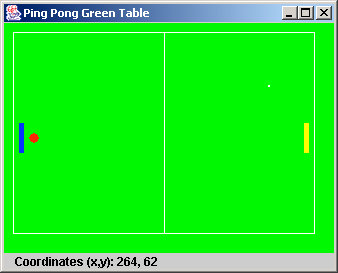 Ping Pong Green Table
Coordinates (x,y): 264, 62